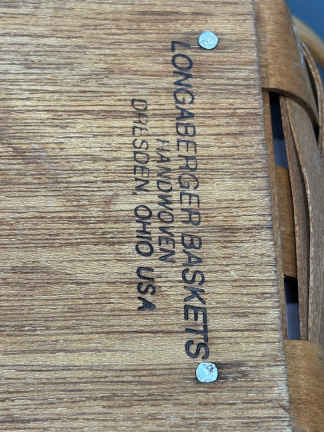 LONGABERGER BASKETS
HANDWOVEN
DRESDEN, OHIO USA